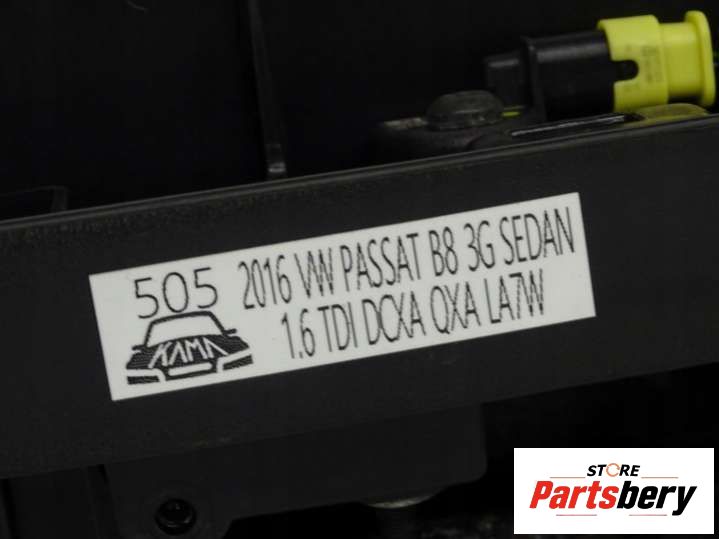 505
KAMA
2016 VW PASSAT B8 3G SEDAN
1.6 TDI DCXA QXA LA7W
STORE
Partsbery